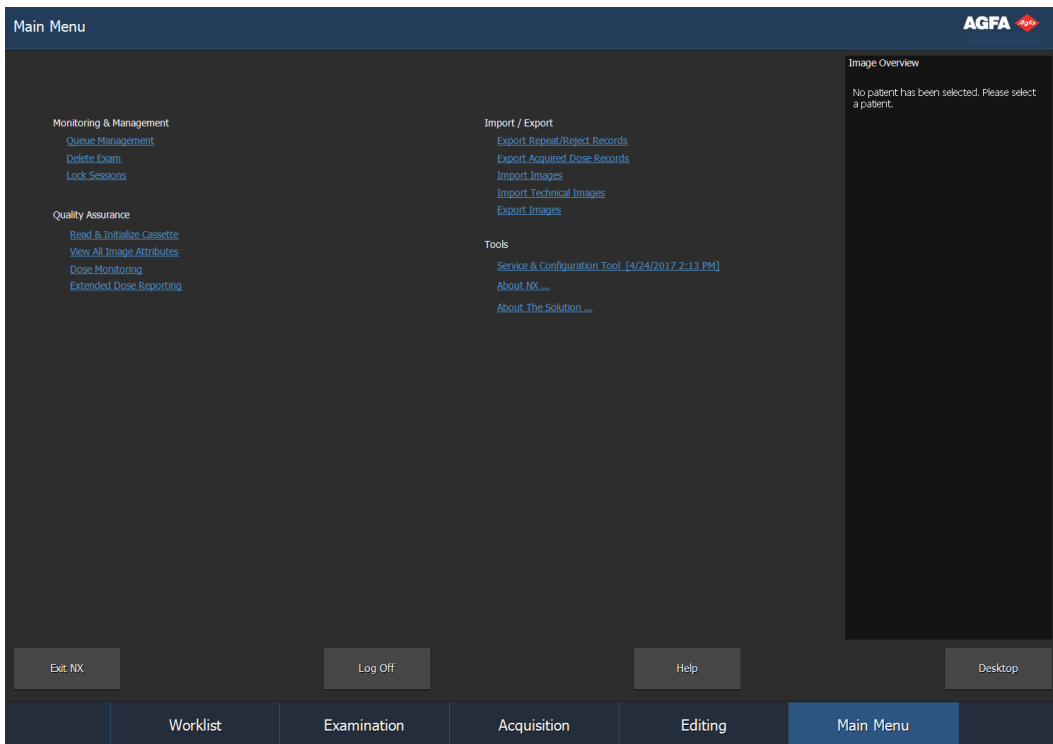 Main Menu
AGFA Agfa
Image Overview
No patient has been selected. Please select
a patient.
Monitoring & Management
Queue Management
Delete Exam
Lock Sessions
Quality Assurance
Read & Initialize Cassette
View All Image Attributes
Dose Monitoring
Extended Dose Reporting
Import / Export
Export Repeat/Reject Records
Export Acquired Dose Records
Import Images
Import Technical Images
Export Images
Tools
Service & Configuration Tool [4/24/2017 2:13 PM]
About NX ...
About The Solution ...
Exit NX
Log Off
Help
Desktop
Worklist
Examination
Acquisition
Editing
Main Menu